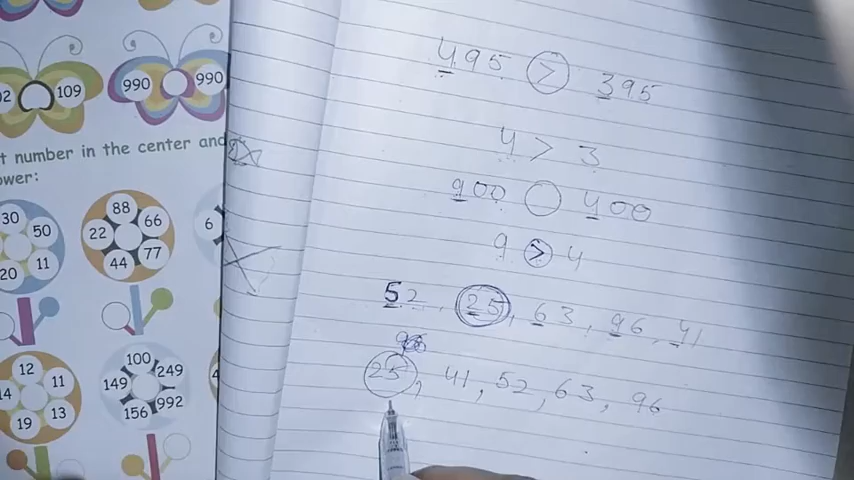 109
990 990
t number in the center and
ower:
30 50
20 11
88
22 66
44 77
6
12
11
14
19 13
100
149 249
156 992
495 > 395
4 > 3
900 400
9 > 4
52, 25, 63, 96, 41
25, 41, 52, 63, 96